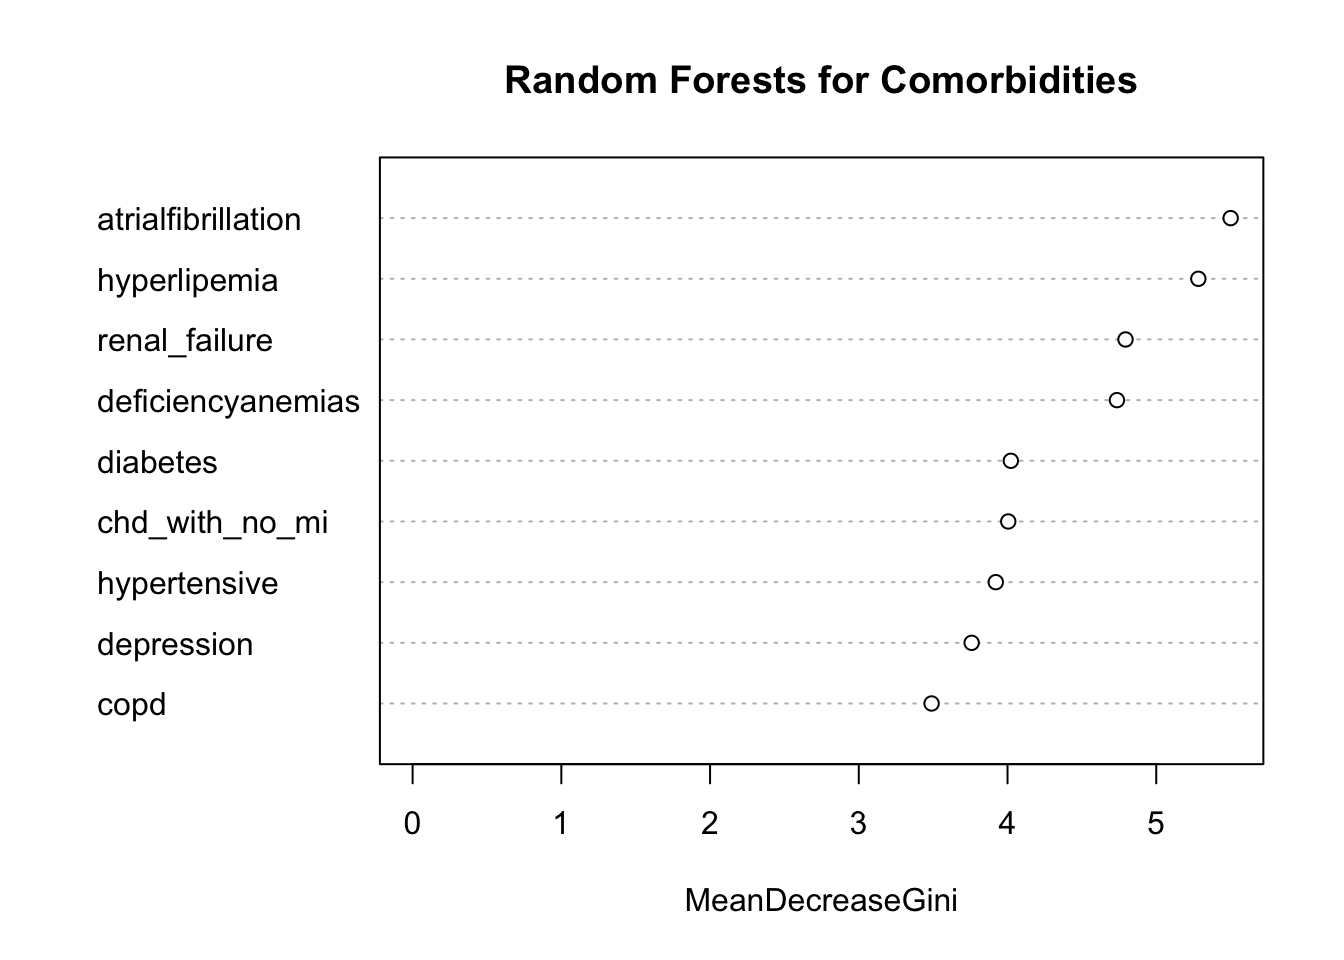 Random Forests for Comorbidities
atrialfibrillation
hyperlipemia
renal_failure
deficiencyanemias
diabetes
chd_with_no_mi
hypertensive
depression
copd
0 1 2 3 4 5
MeanDecreaseGini